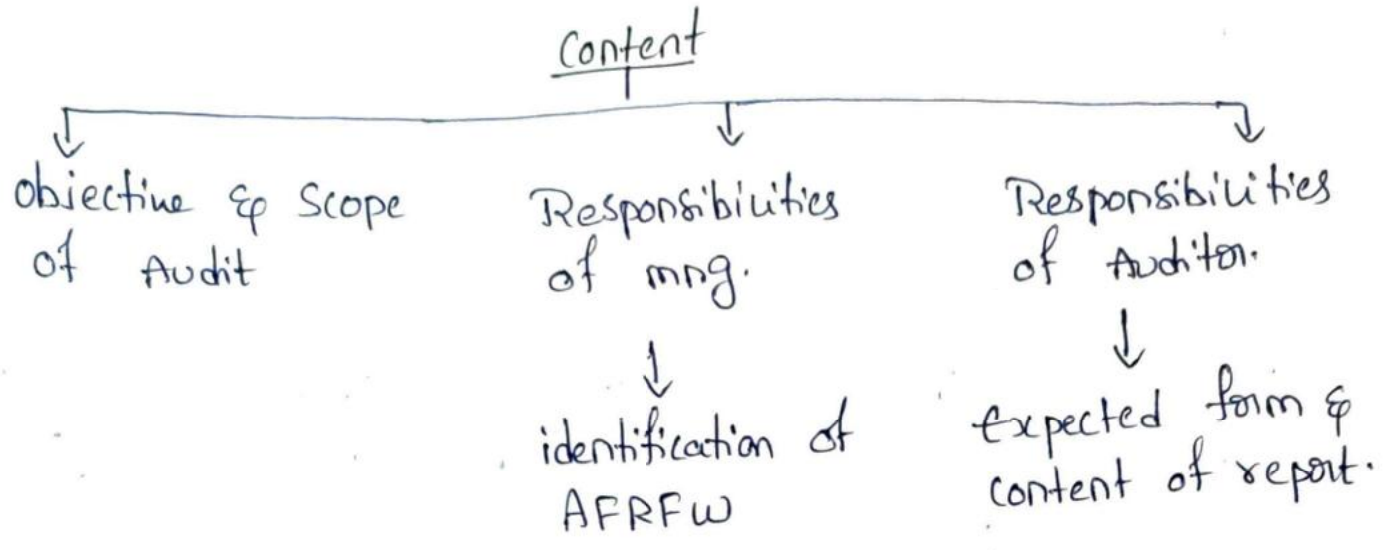 Content
Objective & Scope
of Audit
Responsibilities
of mng.
identification of
AFRFW
Responsibilities
of Auditor.
Expected form &
content of report.